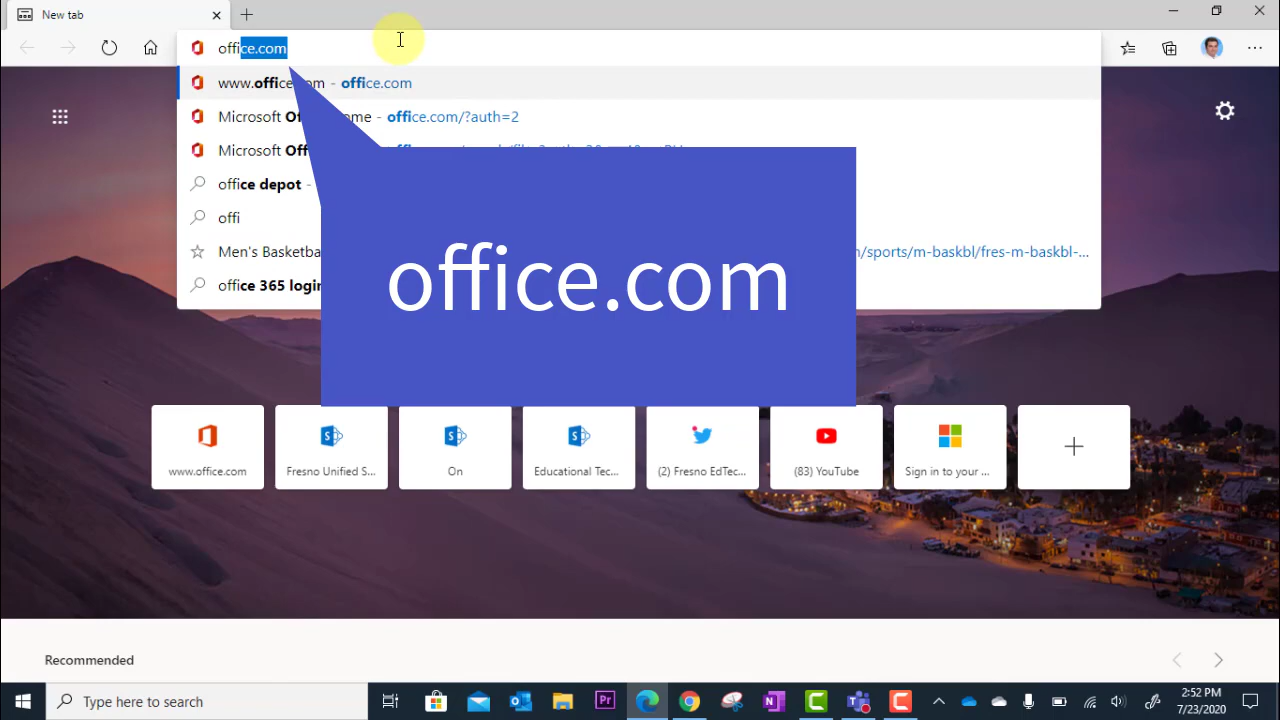 New tab
office.com
www.office.com - office.com
Microsoft Office Home - office.com/?auth=2
Microsoft Off
office depot -
offi
Men's Basketba n/sports/m-baskbl/fres-m-baskbl-...
office 365 login
office.com
www.office.com
Fresno Unified S...
On
Educational Tec...
(2) Fresno EdTec...
(83) YouTube
Sign in to your ...
Recommended
Type here to search
Pr
2:52 PM
7/23/2020